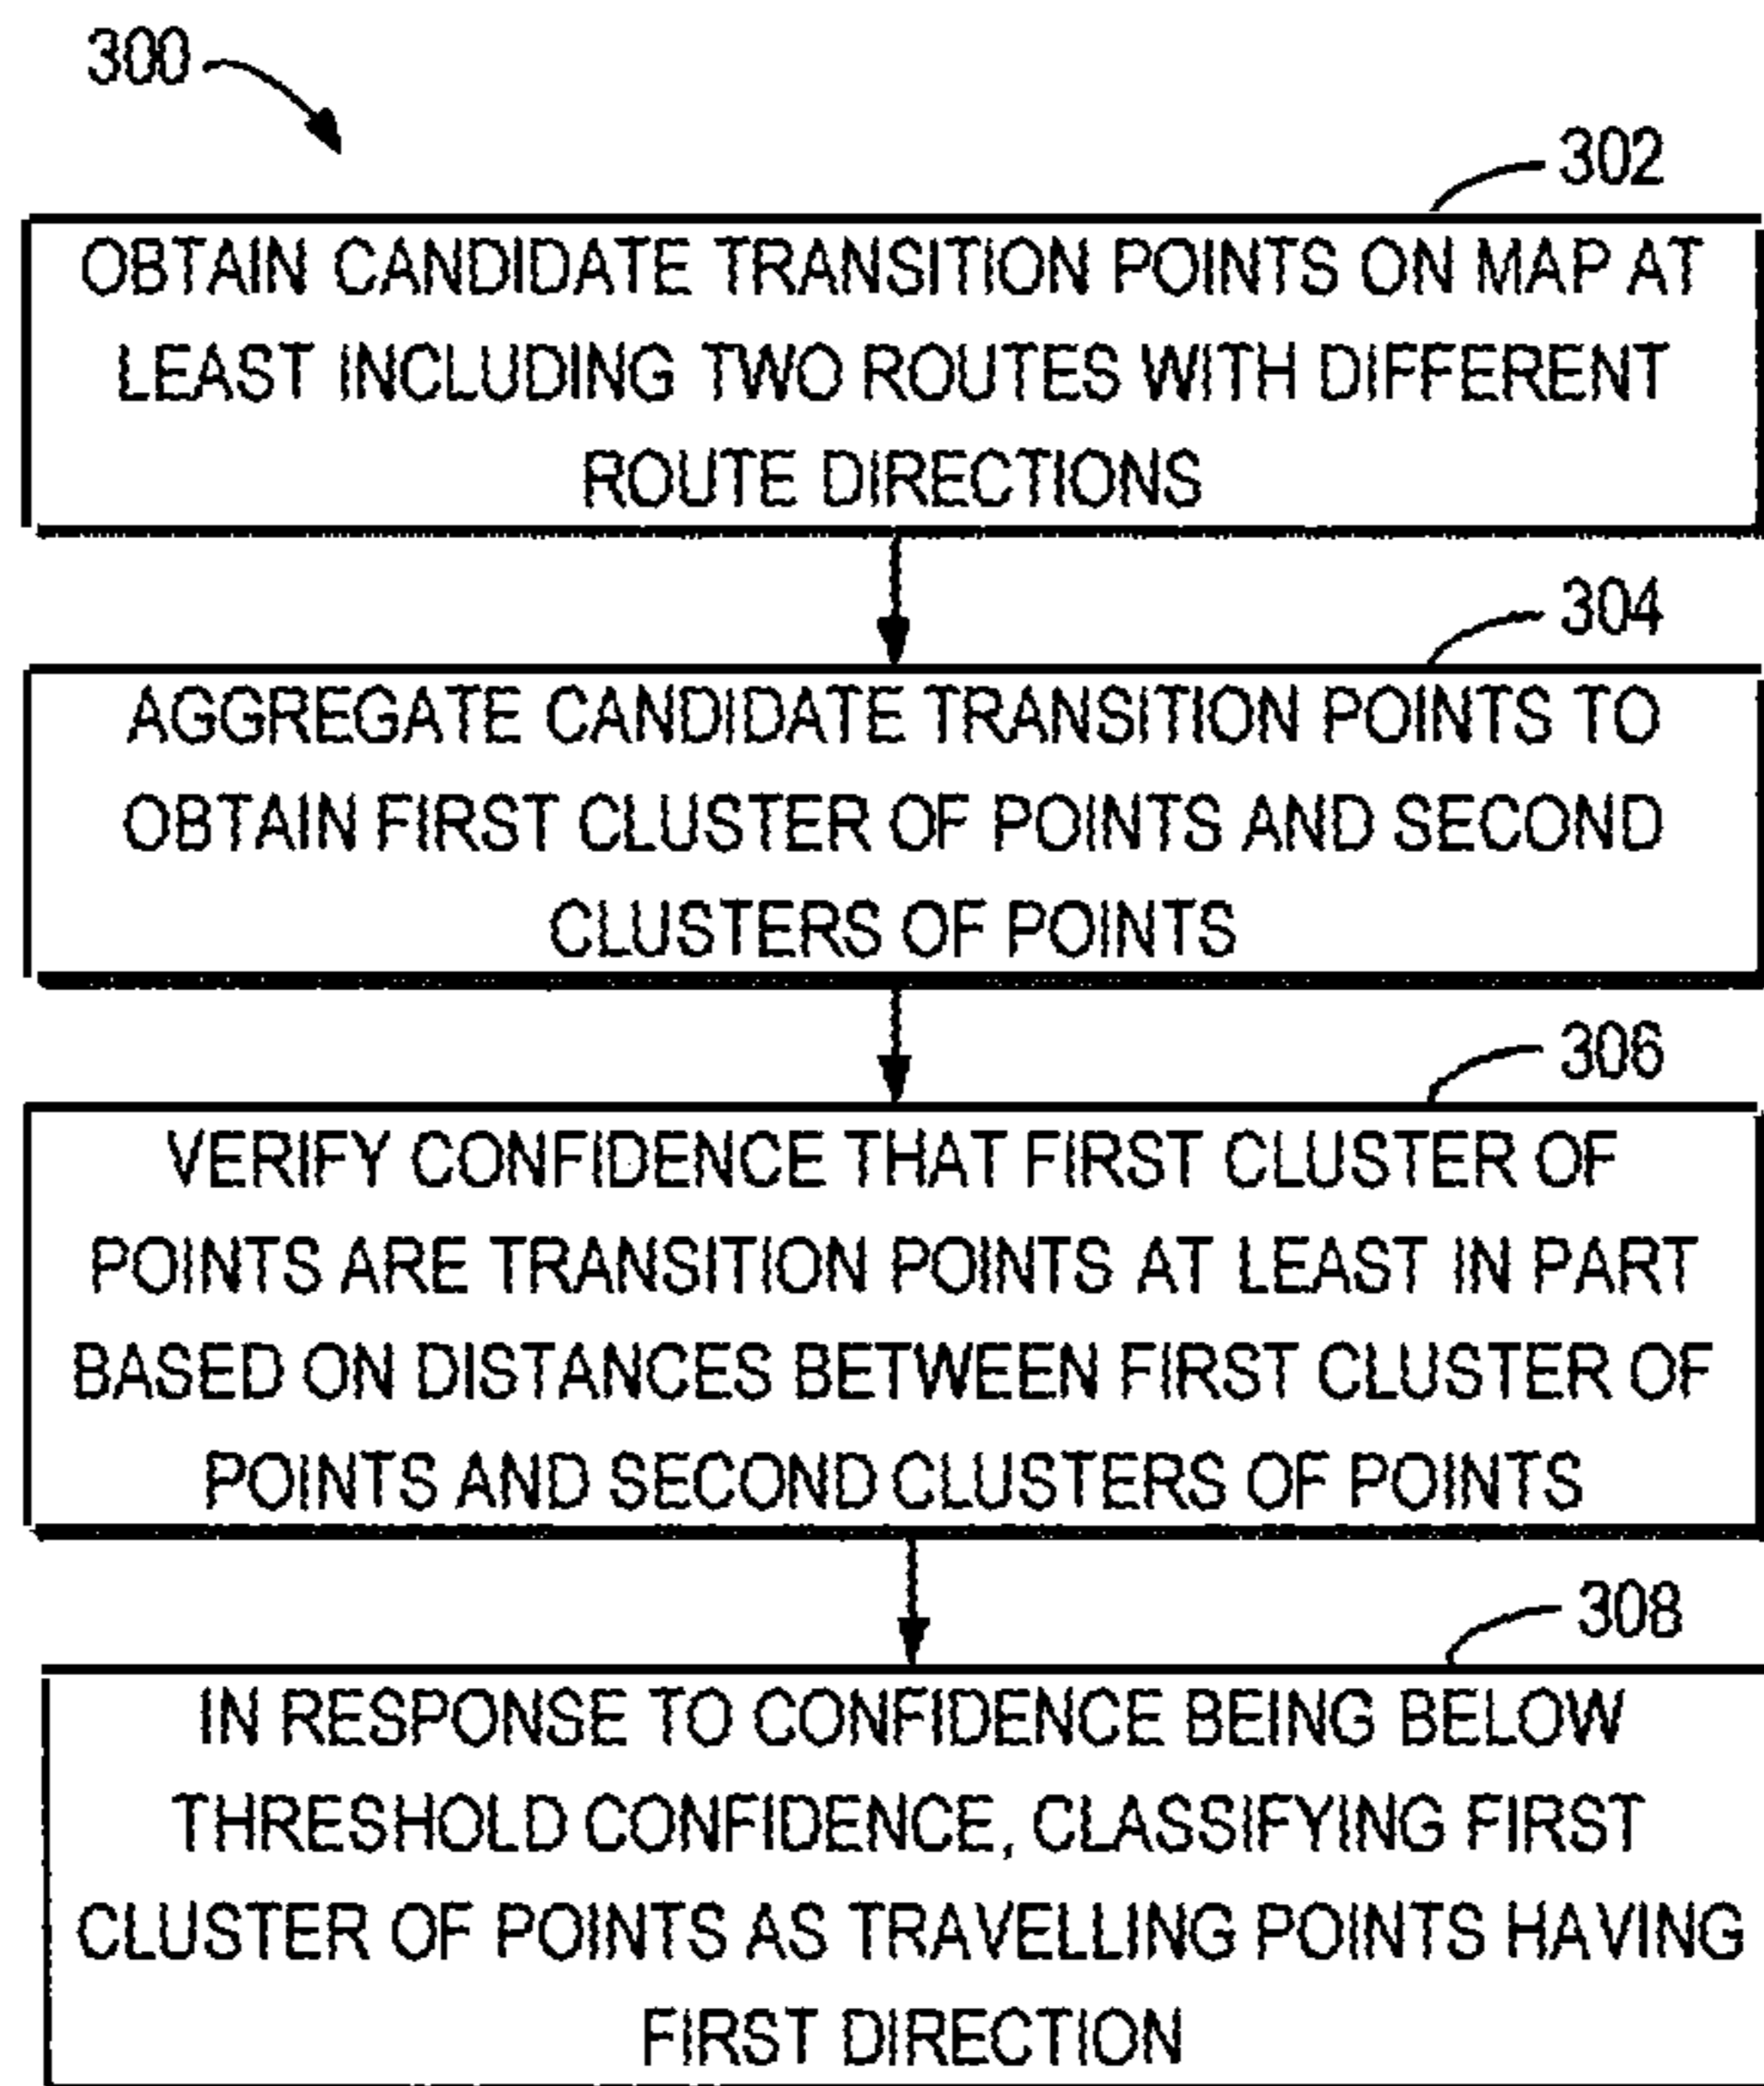 300
302
OBTAIN CANDIDATE TRANSITION POINTS ON MAP AT
LEAST INCLUDING TWO ROUTES WITH DIFFERENT
ROUTE DIRECTIONS
304
AGGREGATE CANDIDATE TRANSITION POINTS TO
OBTAIN FIRST CLUSTER OF POINTS AND SECOND
CLUSTERS OF POINTS
306
VERIFY CONFIDENCE THAT FIRST CLUSTER OF
POINTS ARE TRANSITION POINTS AT LEAST IN PART
BASED ON DISTANCES BETWEEN FIRST CLUSTER OF
POINTS AND SECOND CLUSTERS OF POINTS
308
IN RESPONSE TO CONFIDENCE BEING BELOW
THRESHOLD CONFIDENCE, CLASSIFYING FIRST
CLUSTER OF POINTS AS TRAVELLING POINTS HAVING
FIRST DIRECTION